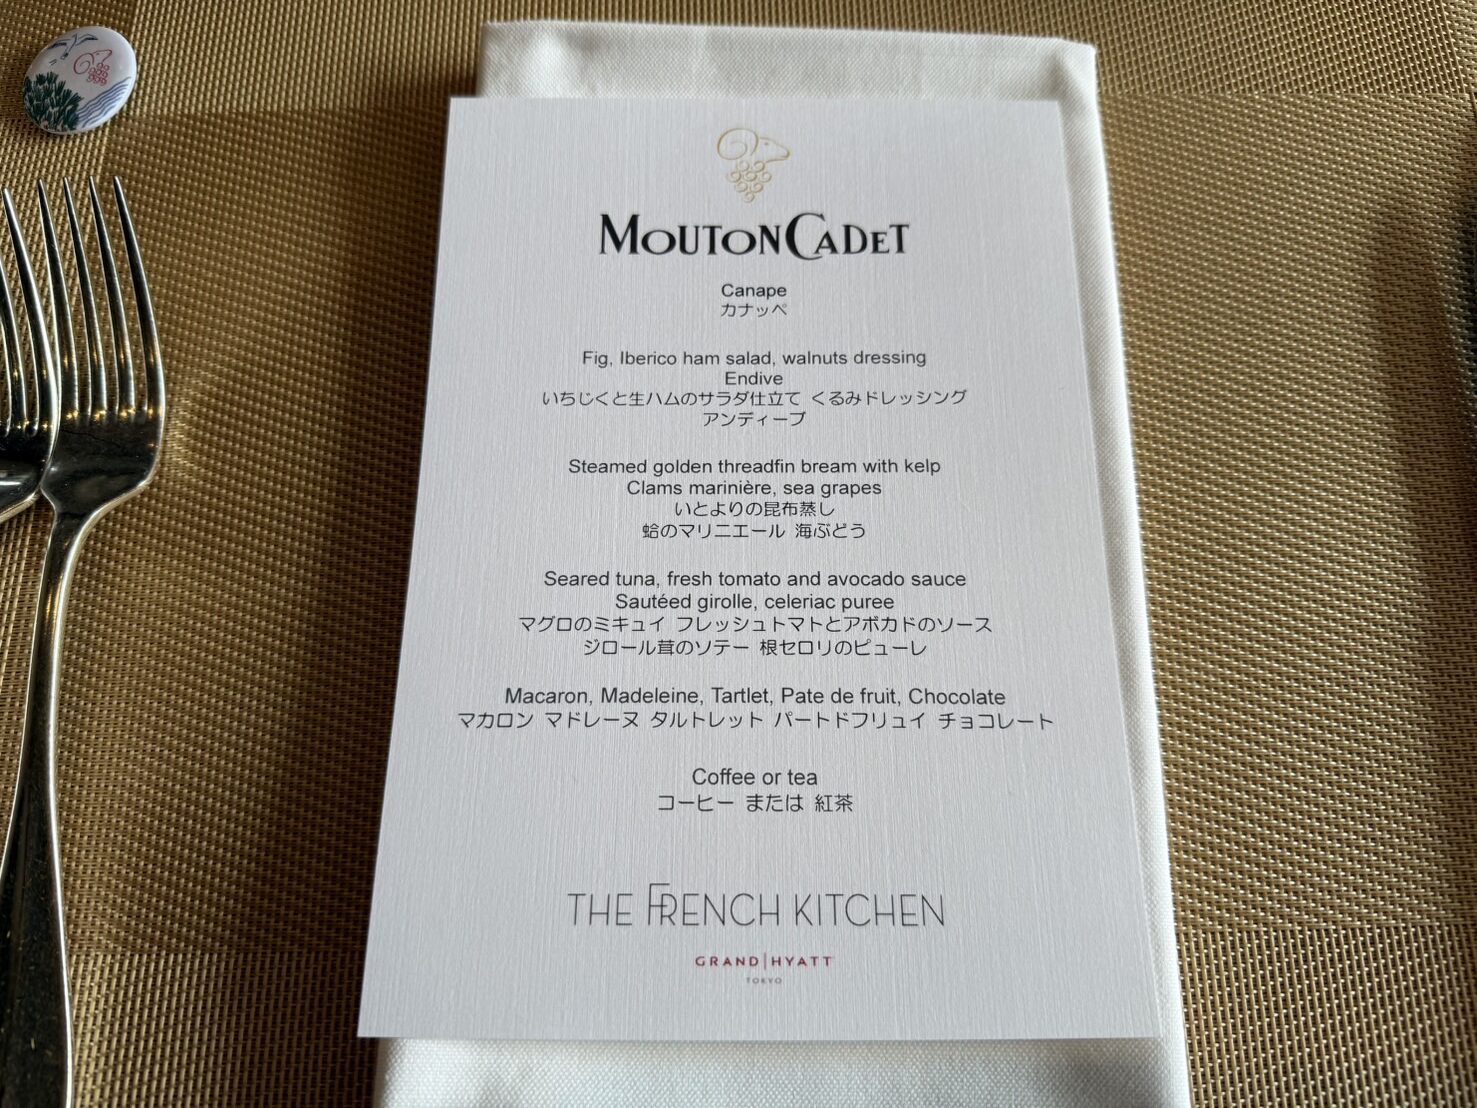 MOUTON CADET
Canape
カナッペ
Fig, Iberico ham salad, walnuts dressing
Endive
いちじくと生ハムのサラダ仕立て くるみドレッシング
アンディーブ
Steamed golden threadfin bream with kelp
Clams marinière, sea grapes
いとよりの昆布蒸し
蛤のマリニエール 海ぶどう
Seared tuna, fresh tomato and avocado sauce
Sautéed girolle, celeriac puree
マグロのミキュイ フレッシュトマトとアボカドのソース
ジロール茸のソテー 根セロリのピューレ
Macaron, Madeleine, Tartlet, Pate de fruit, Chocolate
マカロン マドレーヌ タルトレット パートドフリュイ チョコレート
Coffee or tea
コーヒー または 紅茶
THE FRENCH KITCHEN
GRAND|HYATT
TOKYO